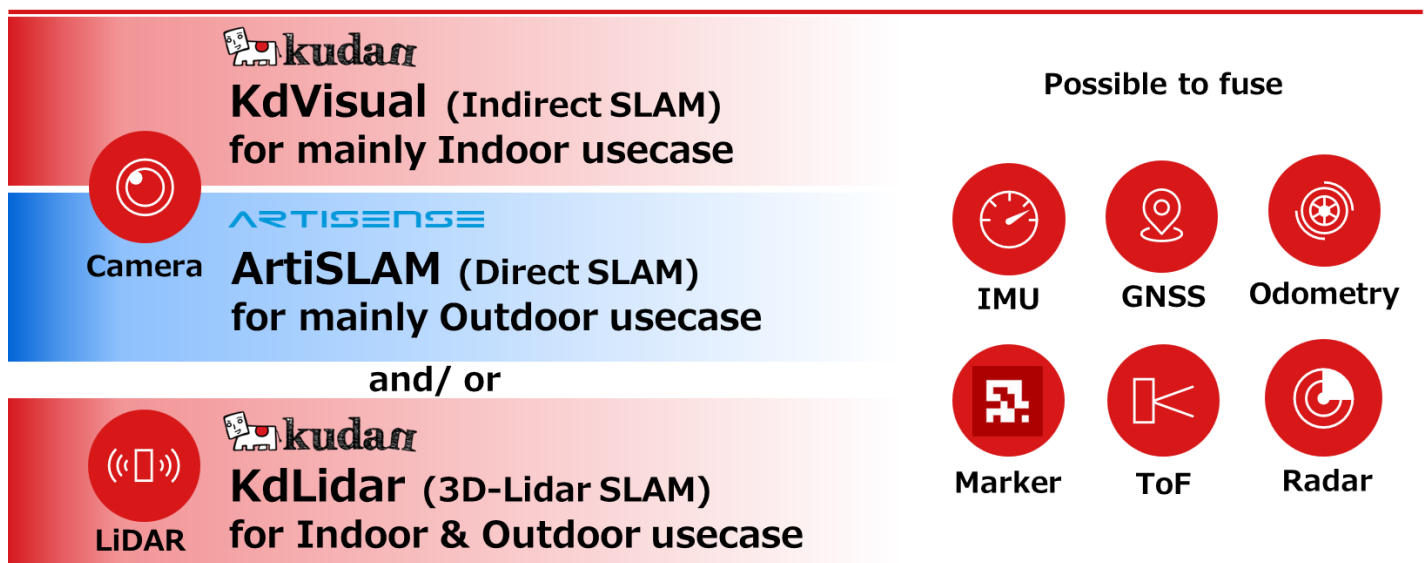 kudan
KdVisual (Indirect SLAM)
for mainly Indoor usecase
Camera
ARTISENSE
ArtiSLAM (Direct SLAM)
for mainly Outdoor usecase
and/ or
kudan
KdLidar (3D-Lidar SLAM)
for Indoor & Outdoor usecase
LiDAR
Possible to fuse
IMU
GNSS
Odometry
Marker
ToF
Radar